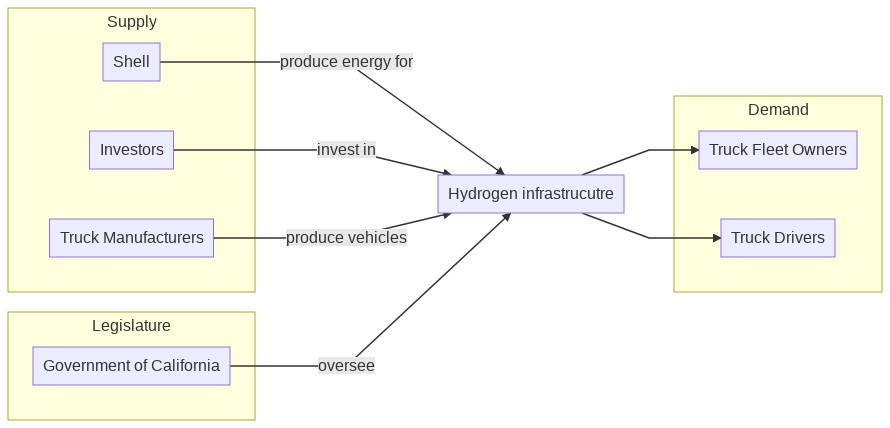 Supply
Shell
produce energy for
Investors
invest in
Truck Manufacturers
produce vehicles
Legislature
Government of California
oversee
Hydrogen infrastrucutre
Demand
Truck Fleet Owners
Truck Drivers